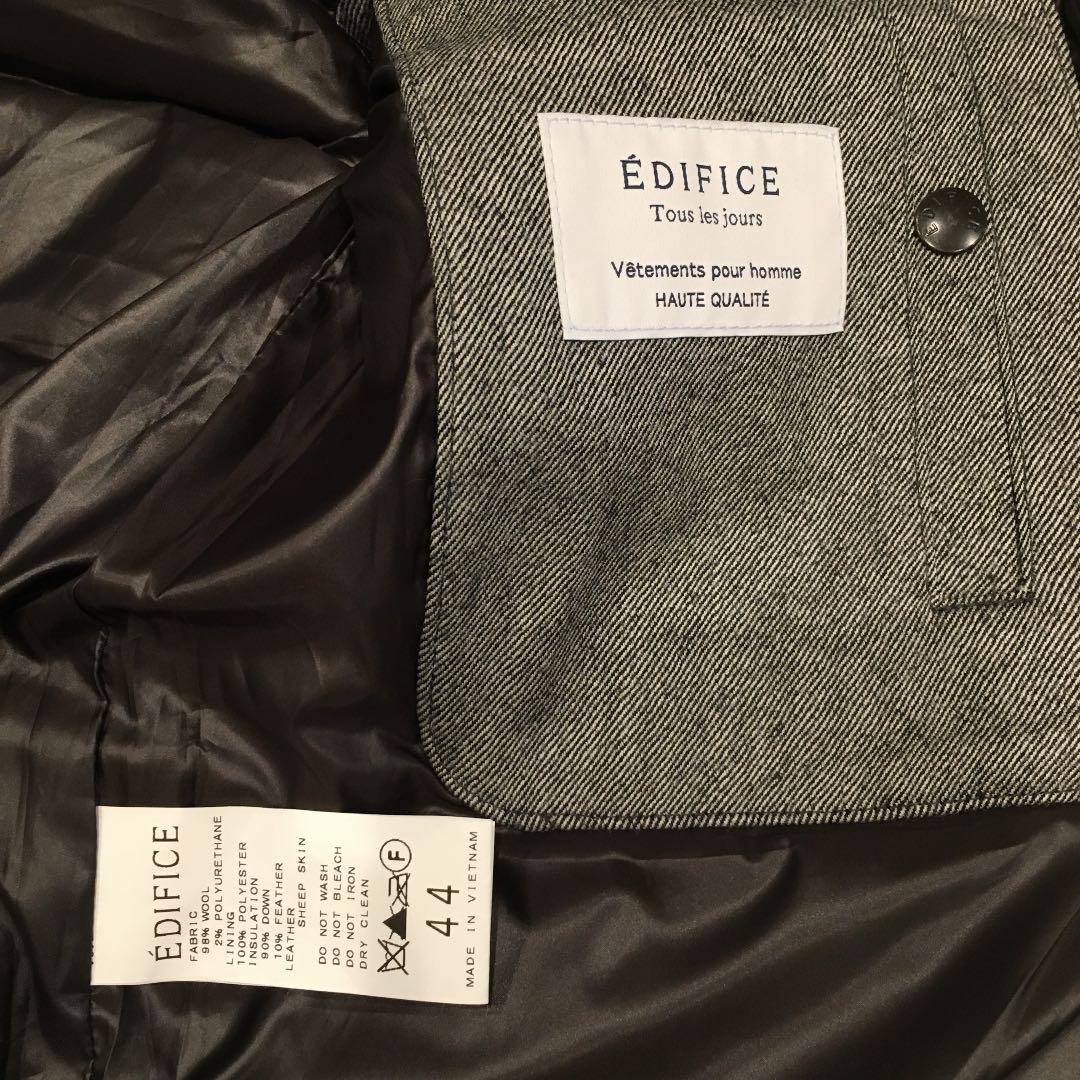 ÉDIFICE
Tous les jours
Vêtements pour homme
HAUTE QUALITÉ
ÉDIFICE
FABRIC
98% WOOL
2% POLYURETHANE
LINING
100% POLYESTER
INSULATION
90% DOWN
10% FEATHER
LEATHER
SHEEP SKIN
DO NOT WASH
DO NOT BLEACH
DO NOT IRON
DRY CLEAN
F
44
MADE IN VIETNAM